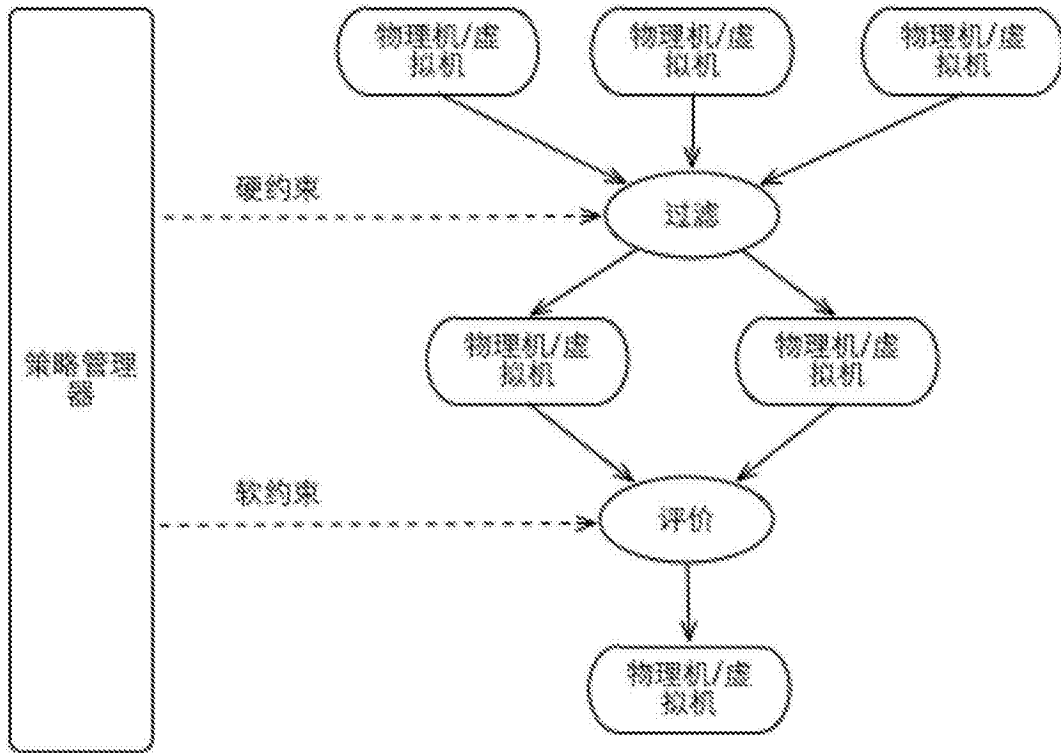 物理机/虚
拟机
物理机/虚
拟机
物理机/虚
拟机
硬约束
过滤
策略管理
器
物理机/虚
拟机
物理机/虚
拟机
软约束
评价
物理机/虚
拟机